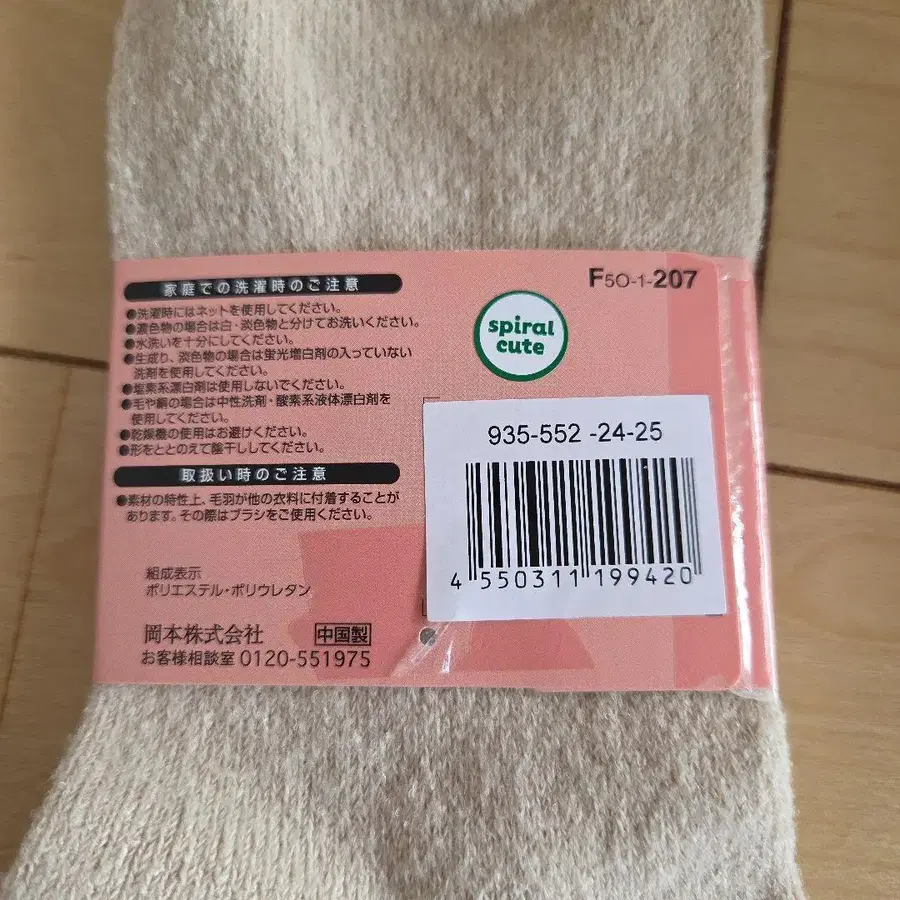 家庭での洗濯時のご注意
●洗濯時にはネットを使用してください。
●濃色物の場合は白・淡色物と分けてお洗いください。
●水洗いを十分にしてください。
●生成り、淡色物の場合は蛍光増白剤の入っていない
洗剤を使用してください。
●塩素系漂白剤は使用しないでください。
●毛や絹の場合は中性洗剤・酸素系液体漂白剤を
使用してください。
●乾燥機の使用はお避けください。
●形をととのえて陰干ししてください。
取扱い時のご注意
●素材の特性上、毛羽が他の衣料に付着することが
あります。その際はブラシをご使用ください。
組成表示
ポリエステル・ポリウレタン
岡本株式会社 中国製
お客様相談室 0120-551975
F5O-1-207
spiral
cute
935-552 -24-25
4 550311 199420